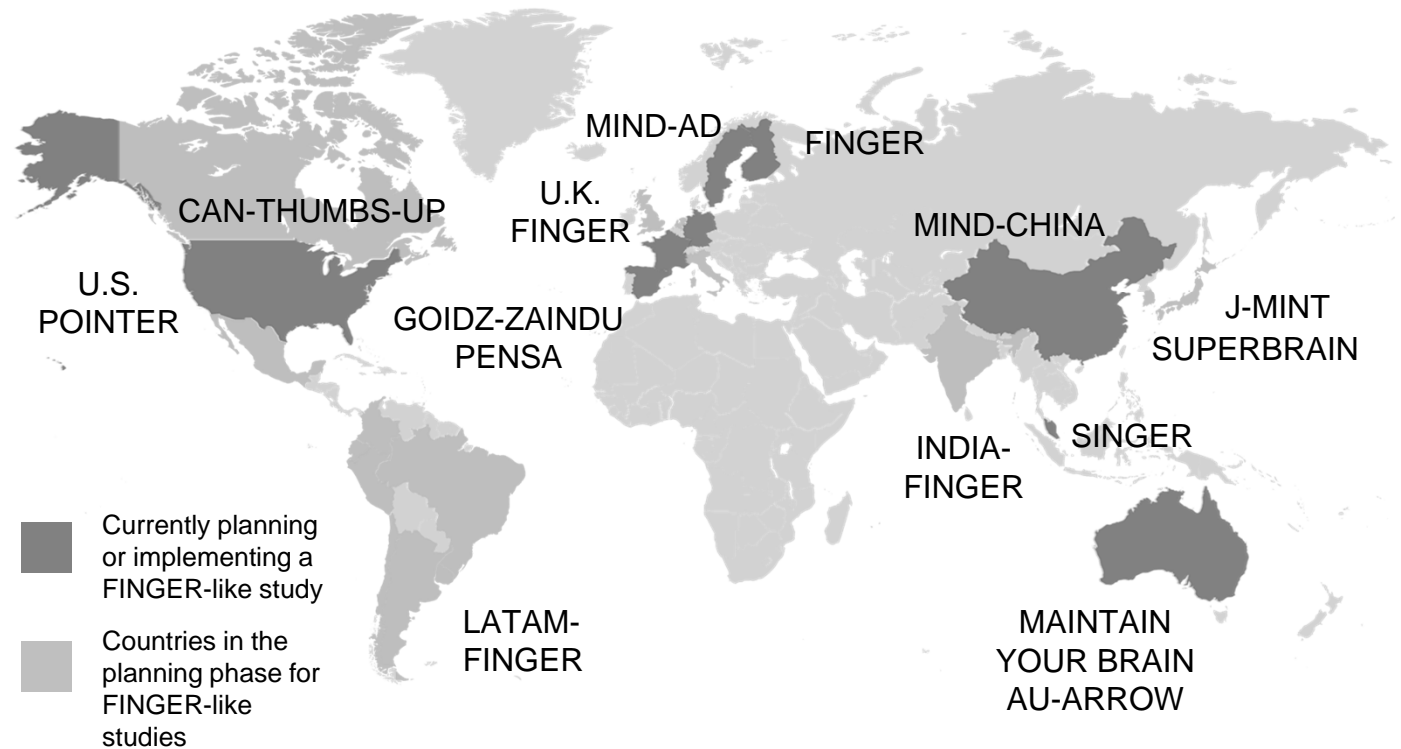 MIND-AD
FINGER
CAN-THUMBS-UP
U.K.
FINGER
MIND-CHINA
U.S.
POINTER
GOIDZ-ZAINDU
PENSA
J-MINT
SUPERBRAIN
INDIA-
FINGER
SINGER
Currently planning
or implementing a
FINGER-like study
Countries in the
planning phase for
FINGER-like
studies
LATAM-
FINGER
MAINTAIN
YOUR BRAIN
AU-ARROW